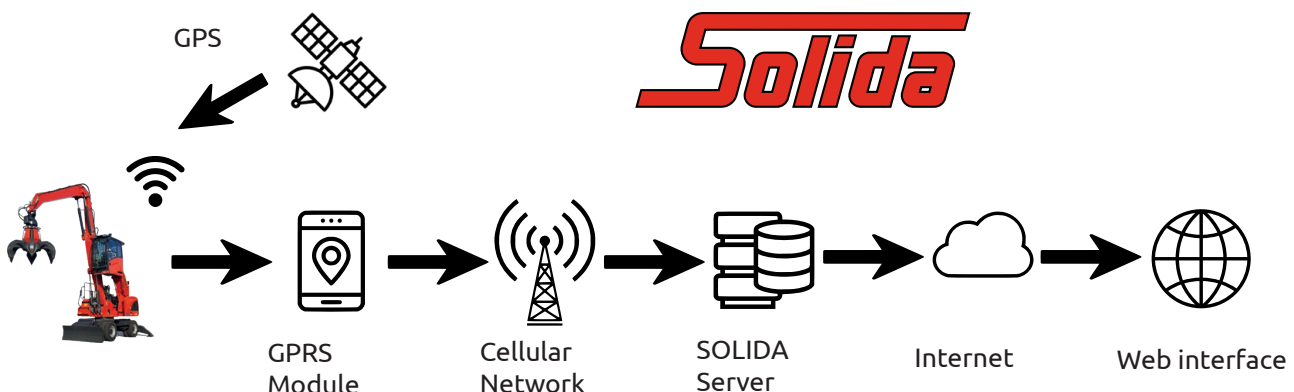 GPS
Solida
GPRS
Module
Cellular
Network
SOLIDA
Server
Internet
Web interface